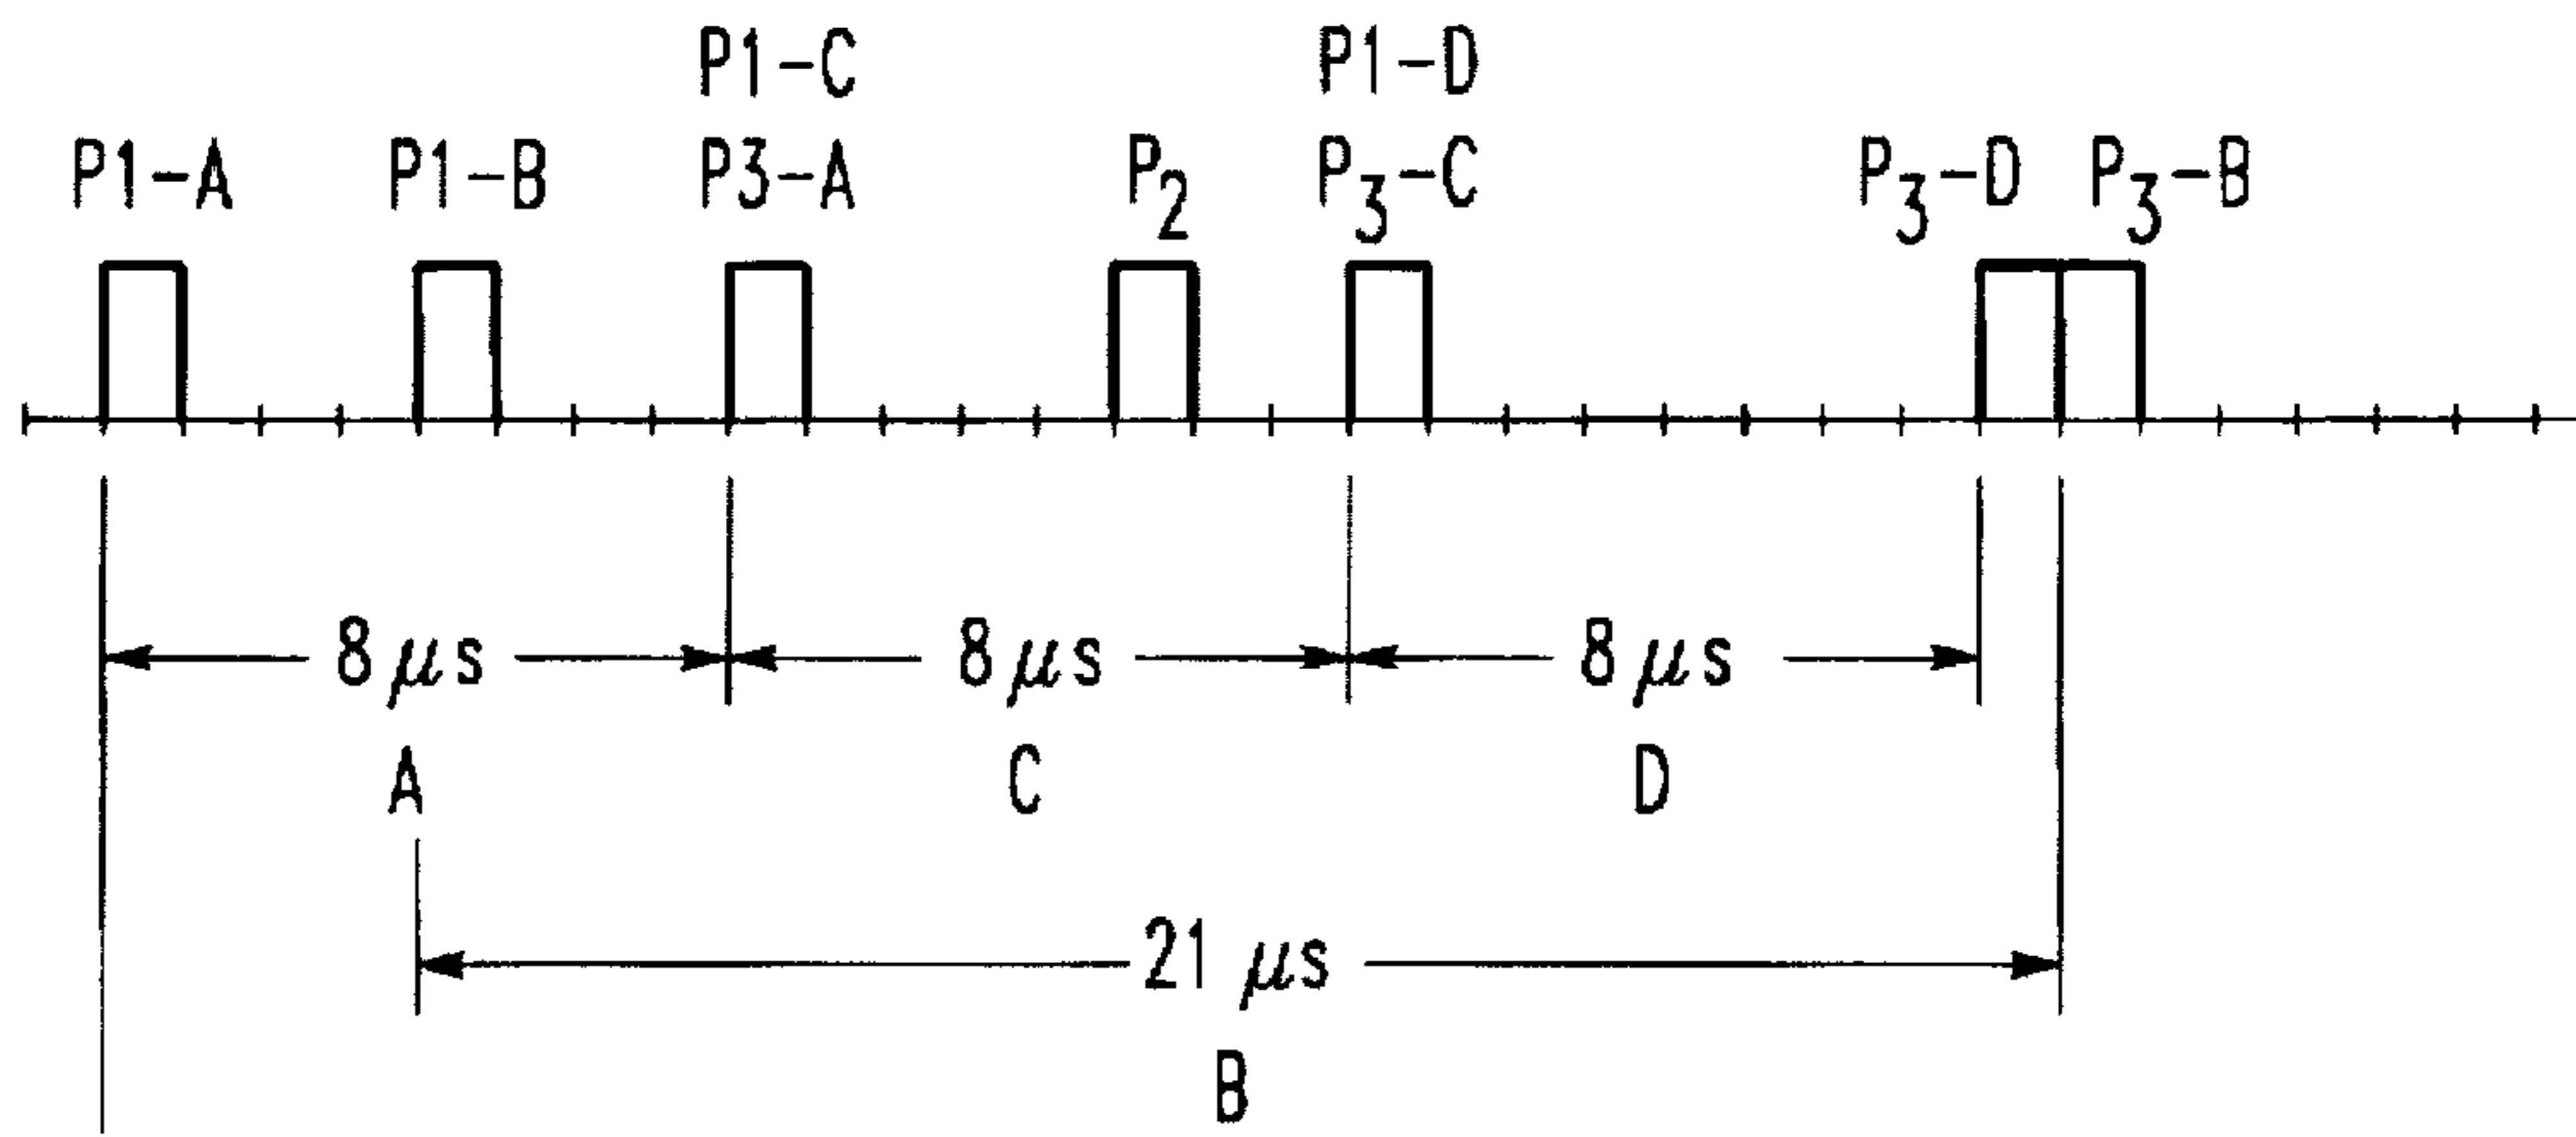 P1-C P1-D
P1-A P1-B P3-A P2 P3-C P3-D P3-B
8 μs 8 μs 8 μs
A C D
21 μs
B